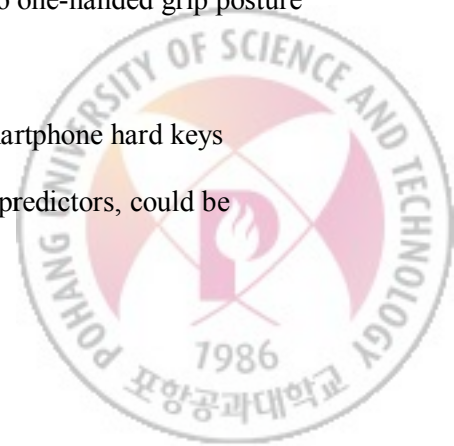 o one-handed grip posture
artphone hard keys
predictors, could be
POHANG UNIVERSITY OF SCIENCE AND TECHNOLOGY
1986
포항공과대학교